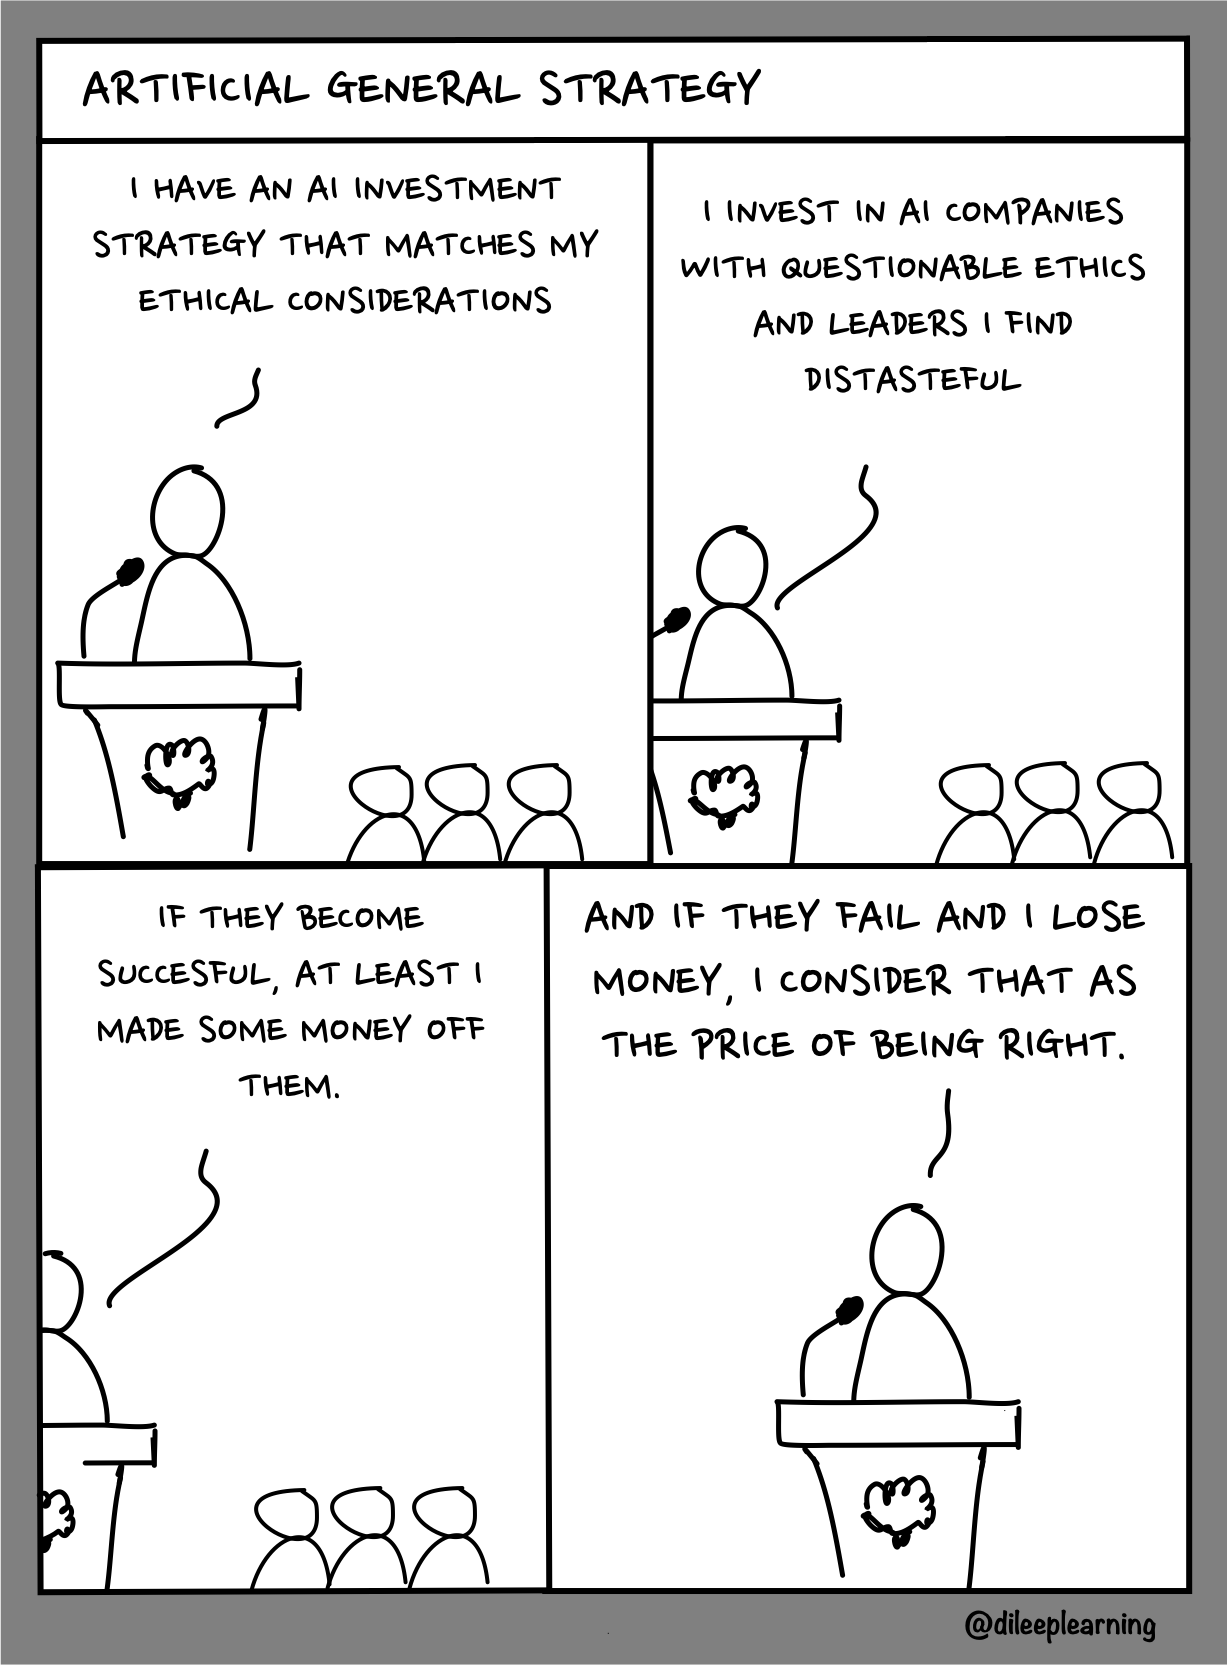 ARTIFICIAL GENERAL STRATEGY
I HAVE AN AI INVESTMENT
STRATEGY THAT MATCHES MY
ETHICAL CONSIDERATIONS
I INVEST IN AI COMPANIES
WITH QUESTIONABLE ETHICS
AND LEADERS I FIND
DISTASTEFUL
IF THEY BECOME
SUCCESFUL, AT LEAST I
MADE SOME MONEY OFF
THEM.
AND IF THEY FAIL AND I LOSE
MONEY, I CONSIDER THAT AS
THE PRICE OF BEING RIGHT.
@dileeplearning